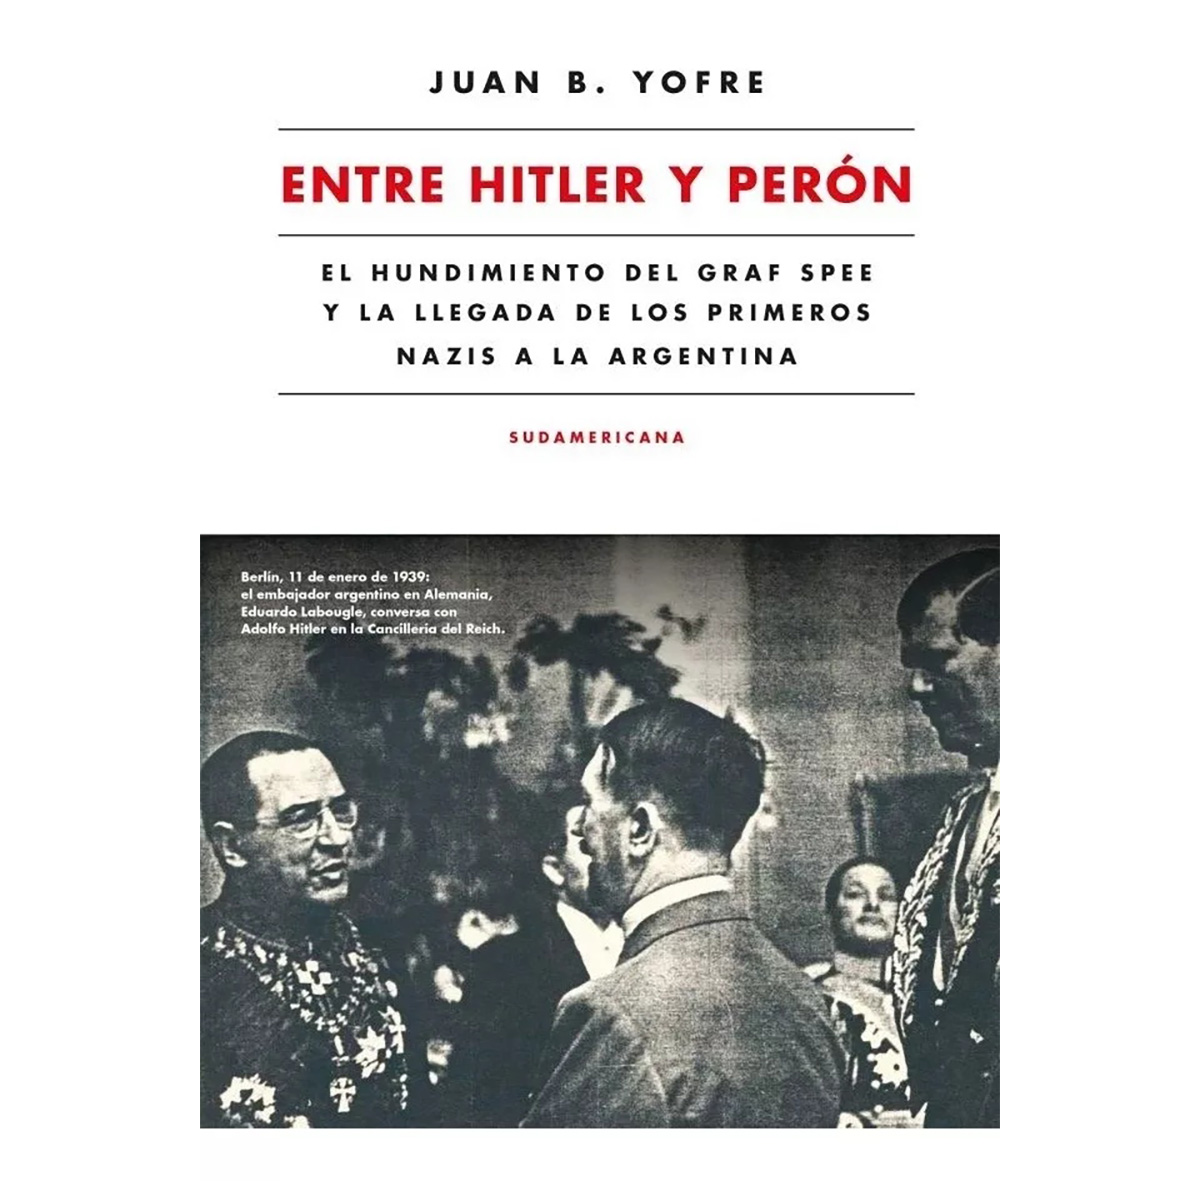 JUAN B. YOFRE
ENTRE HITLER Y PERÓN
EL HUNDIMIENTO DEL GRAF SPEE
Y LA LLEGADA DE LOS PRIMEROS
NAZIS A LA ARGENTINA
SUDAMERICANA
Berlín, 11 de enero de 1939:
el embajador argentino en Alemania,
Eduardo Labougle, conversa con
Adolfo Hitler en la Cancillería del Reich.